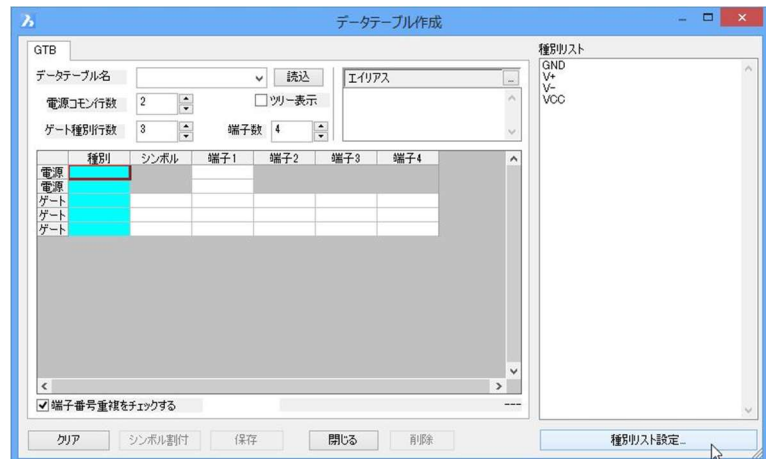 データテーブル作成
GTB
データテーブル名 読込 エイリアス ...
電源コモン行数 2 ツリー表示
ゲート種別行数 3 端子数 4
種別 シンボル 端子1 端子2 端子3 端子4
電源
電源
ゲート
ゲート
ゲート
端子番号重複をチェックする ---
クリア シンボル割付 保存 閉じる 削除
種別リスト
GND
V+
V-
VCC
種別リスト設定...